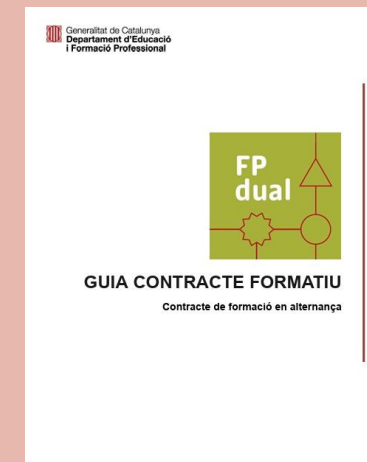 Generalitat de Catalunya
Departament d'Educació
i Formació Professional
FP
dual
GUIA CONTRACTE FORMATIU
Contracte de formació en alternança